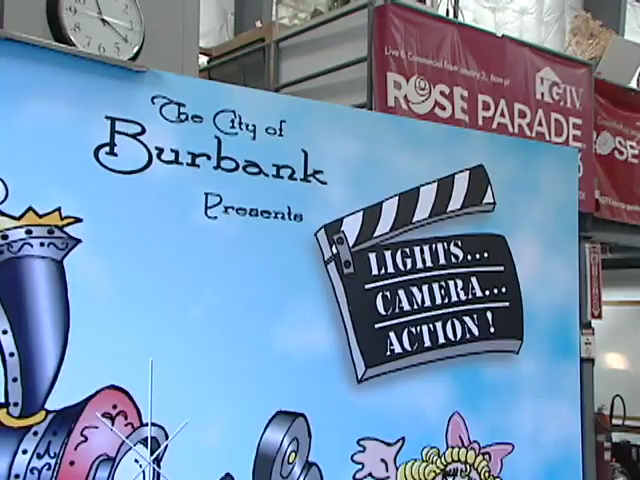 The City of
Burbank
Presents
LIGHTS...
CAMERA...
ACTION!
HGTV
ROSE PARADE